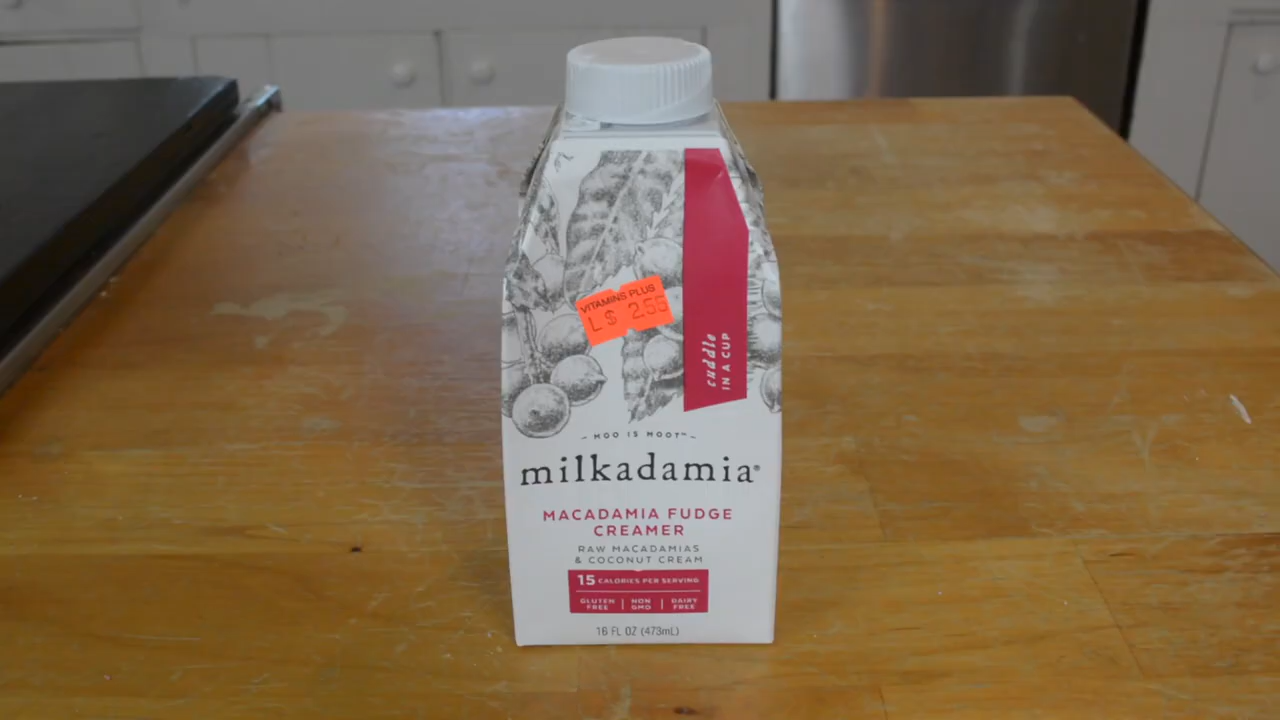 VITAMINS PLUS
L$ 2.55
cuddle
IN A CUP
MOO IS MOOT™
milkadamia®
MACADAMIA FUDGE
CREAMER
RAW MACADAMIAS
& COCONUT CREAM
15 CALORIES PER SERVING
GLUTEN FREE | NON GMO | DAIRY FREE
16 FL OZ (473mL)